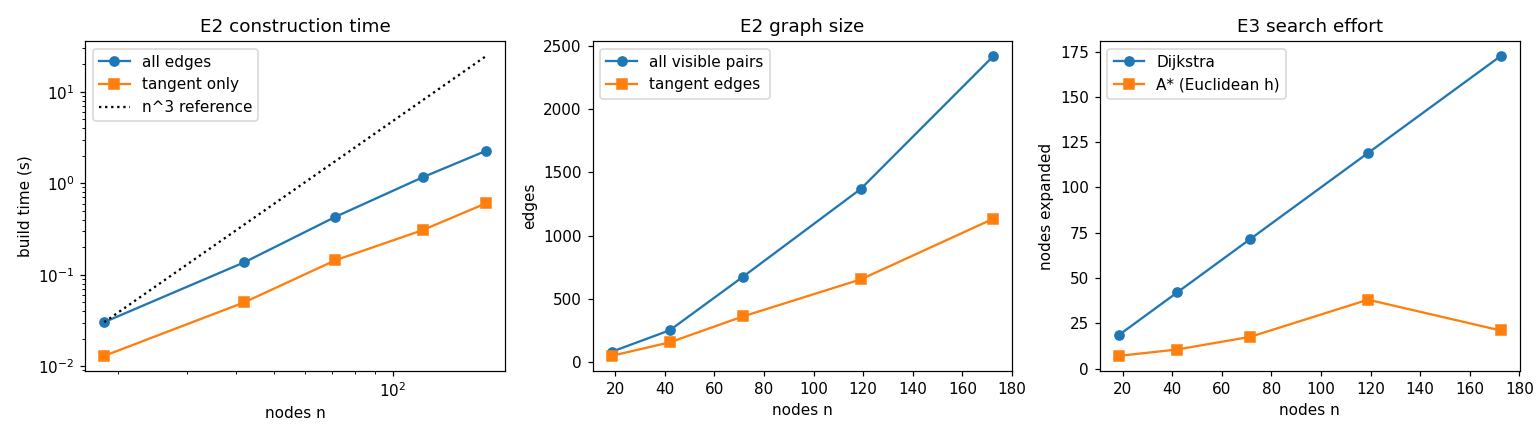 E2 construction time
all edges
tangent only
n^3 reference
build time (s)
10^1
10^0
10^-1
10^-2
10^2
nodes n
E2 graph size
all visible pairs
tangent edges
edges
2500
2000
1500
1000
500
0
20 40 60 80 100 120 140 160 180
nodes n
E3 search effort
Dijkstra
A* (Euclidean h)
nodes expanded
175
150
125
100
75
50
25
0
20 40 60 80 100 120 140 160 180
nodes n